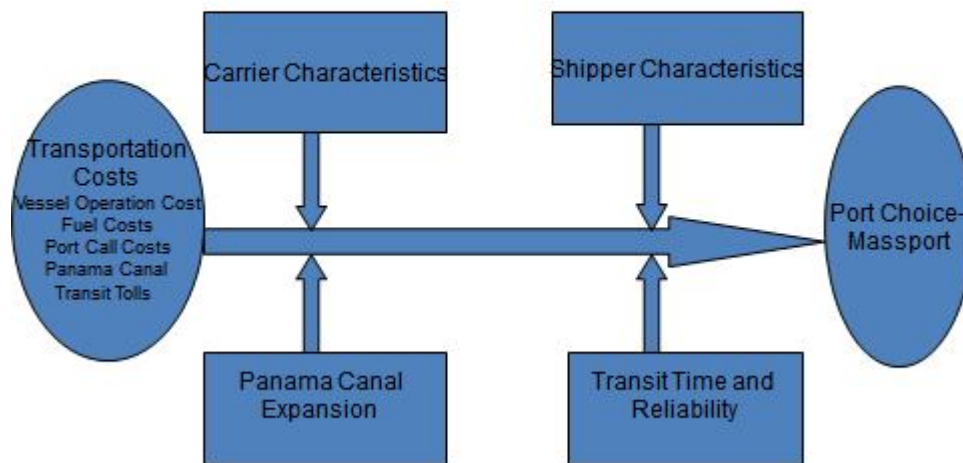 Carrier Characteristics
Shipper Characteristics
Transportation
Costs
Vessel Operation Cost
Fuel Costs
Port Call Costs
Panama Canal
Transit Tolls
Port Choice-
Massport
Panama Canal
Expansion
Transit Time and
Reliability